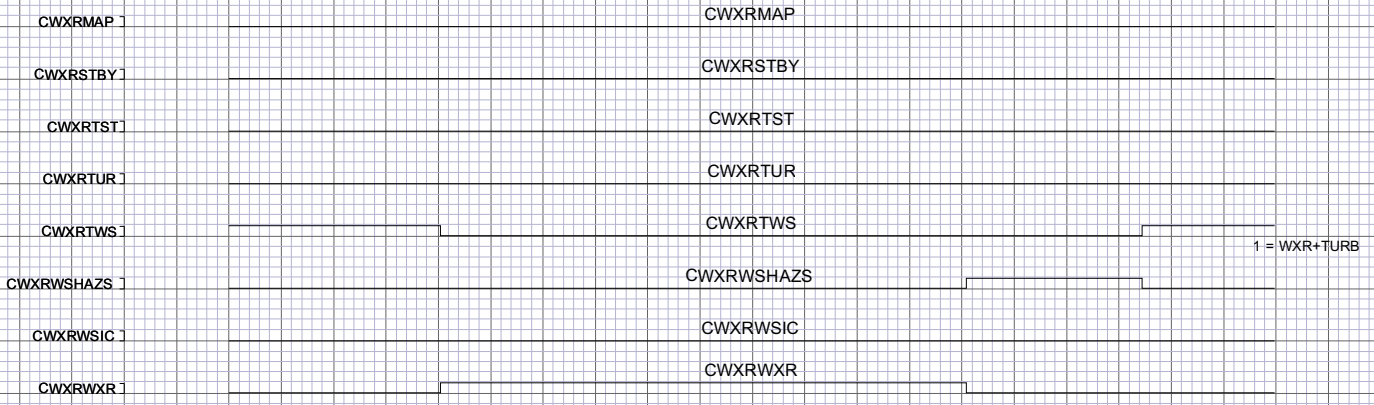 CWXRMAP CWXRMAP
CWXRSTBY CWXRSTBY
CWXRTST CWXRTST
CWXRTUR CWXRTUR
CWXRTWS CWXRTWS
1 = WXR+TURB
CWXRWSHAZS CWXRWSHAZS
CWXRWSIC CWXRWSIC
CWXRWXR CWXRWXR